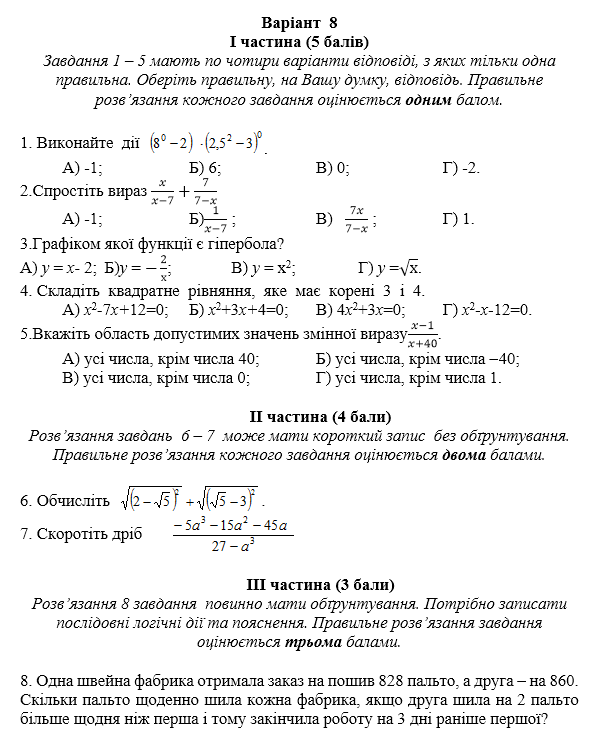 Варіант 8
І частина (5 балів)
Завдання 1 – 5 мають по чотири варіанти відповіді, з яких тільки одна
правильна. Оберіть правильну, на Вашу думку, відповідь. Правильне
розв’язання кожного завдання оцінюється одним балом.
1. Виконайте дії (8⁰ – 2) · (2,5² – 3)⁰.
А) -1; Б) 6; В) 0; Г) -2.
2.Спростіть вираз x/(x−7) + 7/(7−x)
А) -1; Б) 1/(x−7) ; В) 7x/(7−x) ; Г) 1.
3.Графіком якої функції є гіпербола?
А) y = x- 2; Б)y = −2/x; В) y = x²; Г) y =√x.
4. Складіть квадратне рівняння, яке має корені 3 і 4.
А) x²-7x+12=0; Б) x²+3x+4=0; В) 4x²+3x=0; Г) x²-x-12=0.
5.Вкажіть область допустимих значень змінної виразу (x−1)/(x+40).
А) усі числа, крім числа 40; Б) усі числа, крім числа –40;
В) усі числа, крім числа 0; Г) усі числа, крім числа 1.
ІІ частина (4 бали)
Розв’язання завдань 6 – 7 може мати короткий запис без обґрунтування.
Правильне розв’язання кожного завдання оцінюється двома балами.
6. Обчисліть √((2 – √5)²) + √((√5 – 3)²) .
7. Скоротіть дріб (– 5a³ – 15a² – 45a)/(27 – a³)
ІІІ частина (3 бали)
Розв’язання 8 завдання повинно мати обґрунтування. Потрібно записати
послідовні логічні дії та пояснення. Правильне розв’язання завдання
оцінюється трьома балами.
8. Одна швейна фабрика отримала заказ на пошив 828 пальто, а друга – на 860.
Скільки пальто щоденно шила кожна фабрика, якщо друга шила на 2 пальто
більше щодня ніж перша і тому закінчила роботу на 3 дні раніше першої?